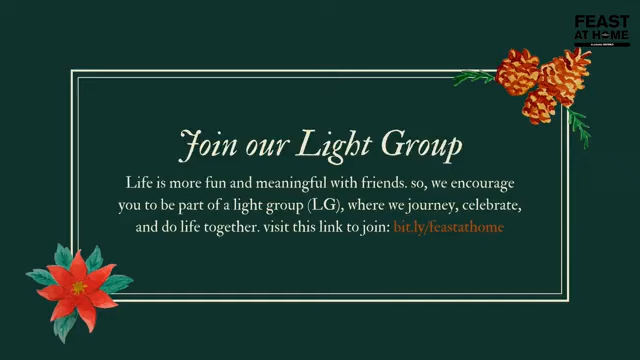 FEAST
AT HOME
Join our Light Group
Life is more fun and meaningful with friends. so, we encourage
you to be part of a light group (LG), where we journey, celebrate,
and do life together. visit this link to join: bit.ly/feastathome